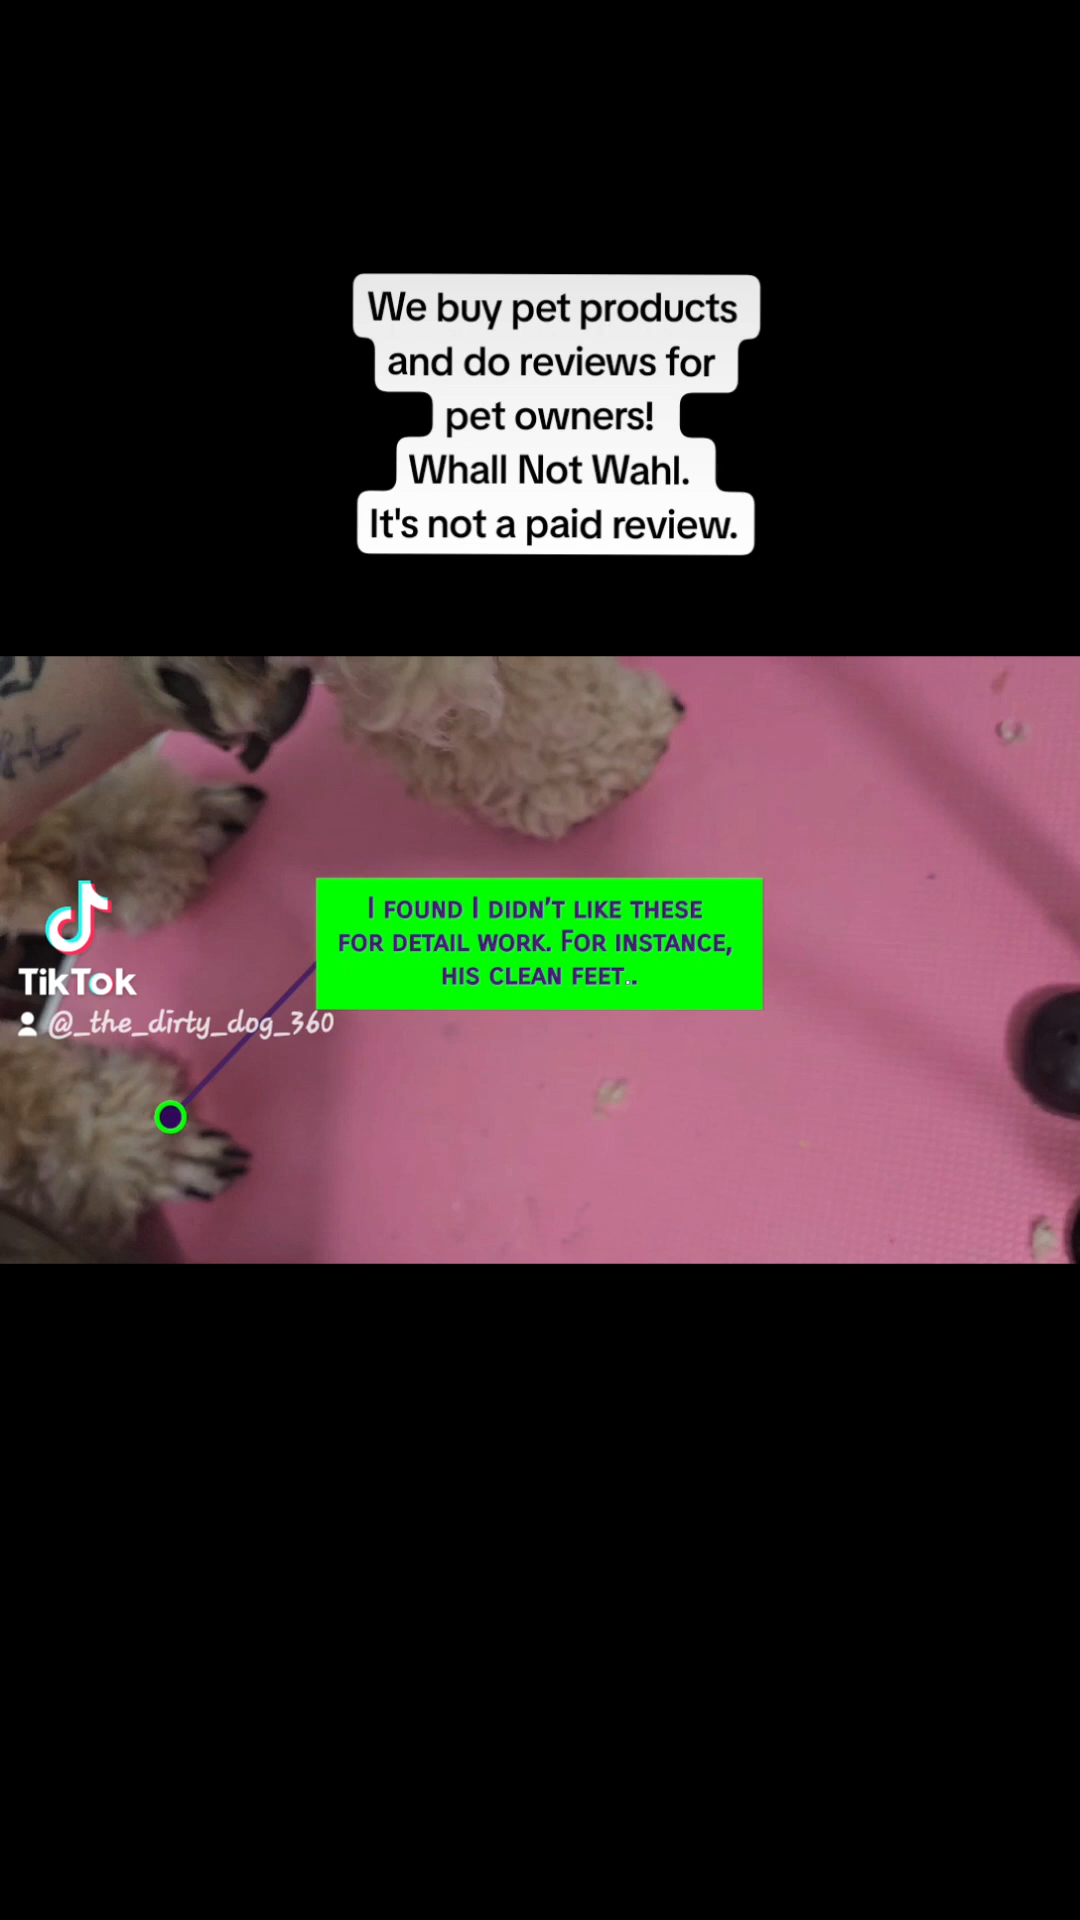 We buy pet products
and do reviews for
pet owners!
Whall Not Wahl.
It's not a paid review.
I found I didn't like these
for detail work. For instance,
his clean feet..
TikTok
@_the_dirty_dog_360